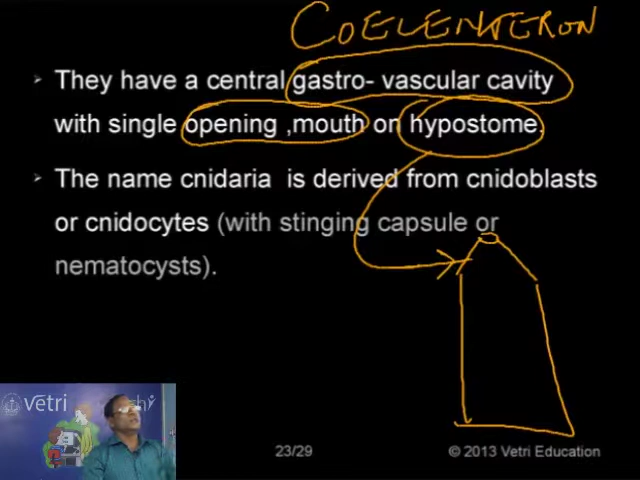 COELENTERON
➢ They have a central gastro- vascular cavity
with single opening ,mouth on hypostome.
➢ The name cnidaria is derived from cnidoblasts
or cnidocytes (with stinging capsule or
nematocysts).
Vetri
23/29
© 2013 Vetri Education